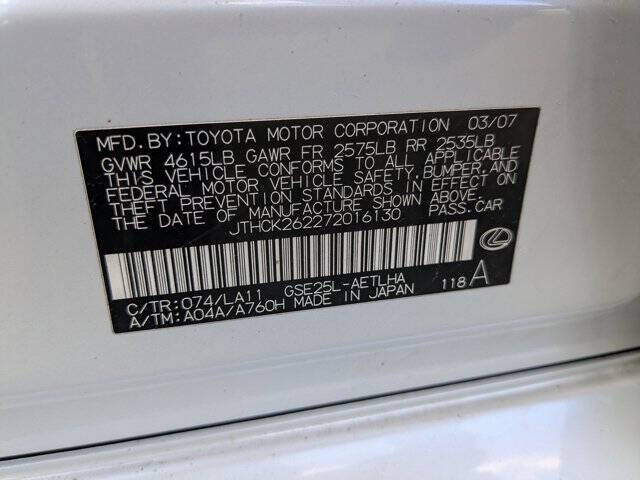 MFD. BY: TOYOTA MOTOR CORPORATION 03/07
GVWR 4615LB GAWR FR 2575LB RR 2535LB
THIS VEHICLE CONFORMS TO ALL APPLICABLE
FEDERAL MOTOR VEHICLE SAFETY, BUMPER, AND
THEFT PREVENTION STANDARDS IN EFFECT ON
THE DATE OF MANUFACTURE SHOWN ABOVE.
JTHCK262272016130 PASS. CAR
C/TR: 074/LA11 GSE25L-AETLHA
A/TM: A04A/A760H MADE IN JAPAN 118 A